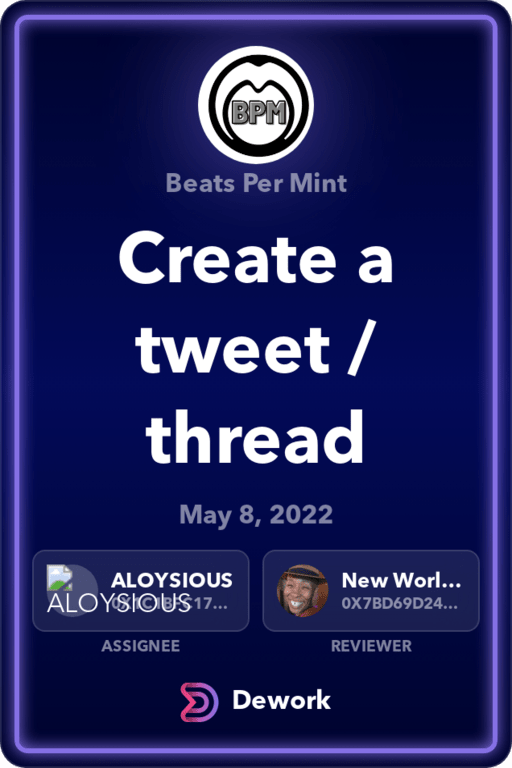 BPM
Beats Per Mint
Create a
tweet /
thread
May 8, 2022
ALOYSIOUS
ALOYSIOUS
New Worl...
0X7BD69D24...
ASSIGNEE
REVIEWER
Dework